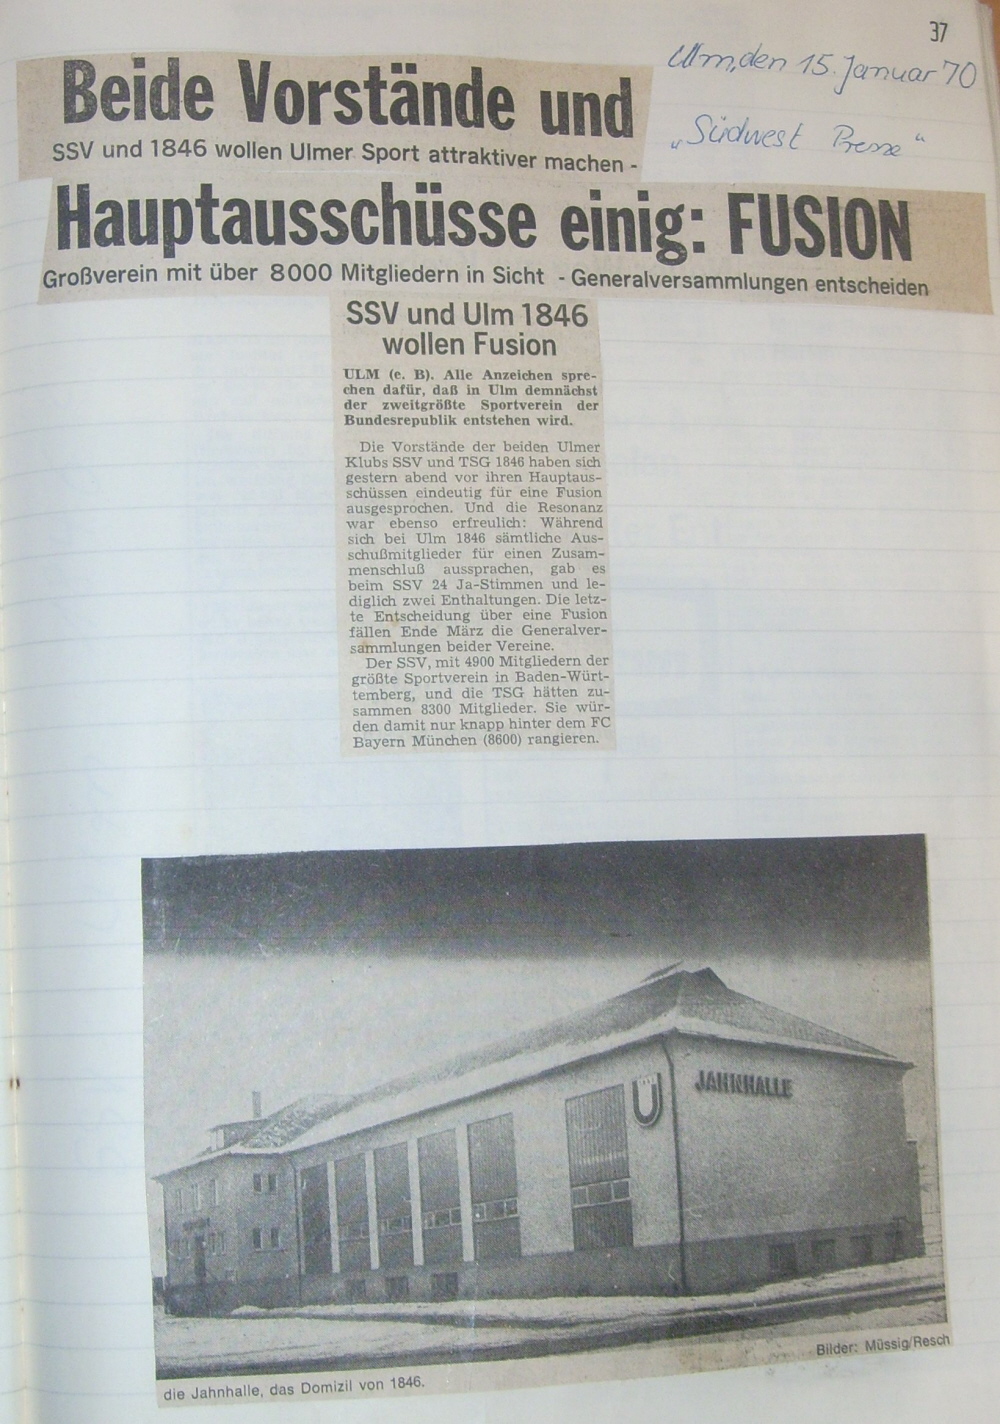 37
Ulm, den 15. Januar 70
„Südwest Presse“
Beide Vorstände und
SSV und 1846 wollen Ulmer Sport attraktiver machen -
Hauptausschüsse einig: FUSION
Großverein mit über 8000 Mitgliedern in Sicht - Generalversammlungen entscheiden
SSV und Ulm 1846
wollen Fusion
ULM (e. B). Alle Anzeichen spre-
chen dafür, daß in Ulm demnächst
der zweitgrößte Sportverein der
Bundesrepublik entstehen wird.
Die Vorstände der beiden Ulmer
Klubs SSV und TSG 1846 haben sich
gestern abend vor ihren Hauptaus-
schüssen eindeutig für eine Fusion
ausgesprochen. Und die Resonanz
war ebenso erfreulich: Während
sich bei Ulm 1846 sämtliche Aus-
schußmitglieder für einen Zusam-
menschluß aussprachen, gab es
beim SSV 24 Ja-Stimmen und le-
diglich zwei Enthaltungen. Die letz-
te Entscheidung über eine Fusion
fällen Ende März die Generalver-
sammlungen beider Vereine.
Der SSV, mit 4900 Mitgliedern der
größte Sportverein in Baden-Würt-
temberg, und die TSG hätten zu-
sammen 8300 Mitglieder. Sie wür-
den damit nur knapp hinter dem FC
Bayern München (8600) rangieren.
U
JAHNHALLE
Bilder: Müssig/Resch
die Jahnhalle, das Domizil von 1846.